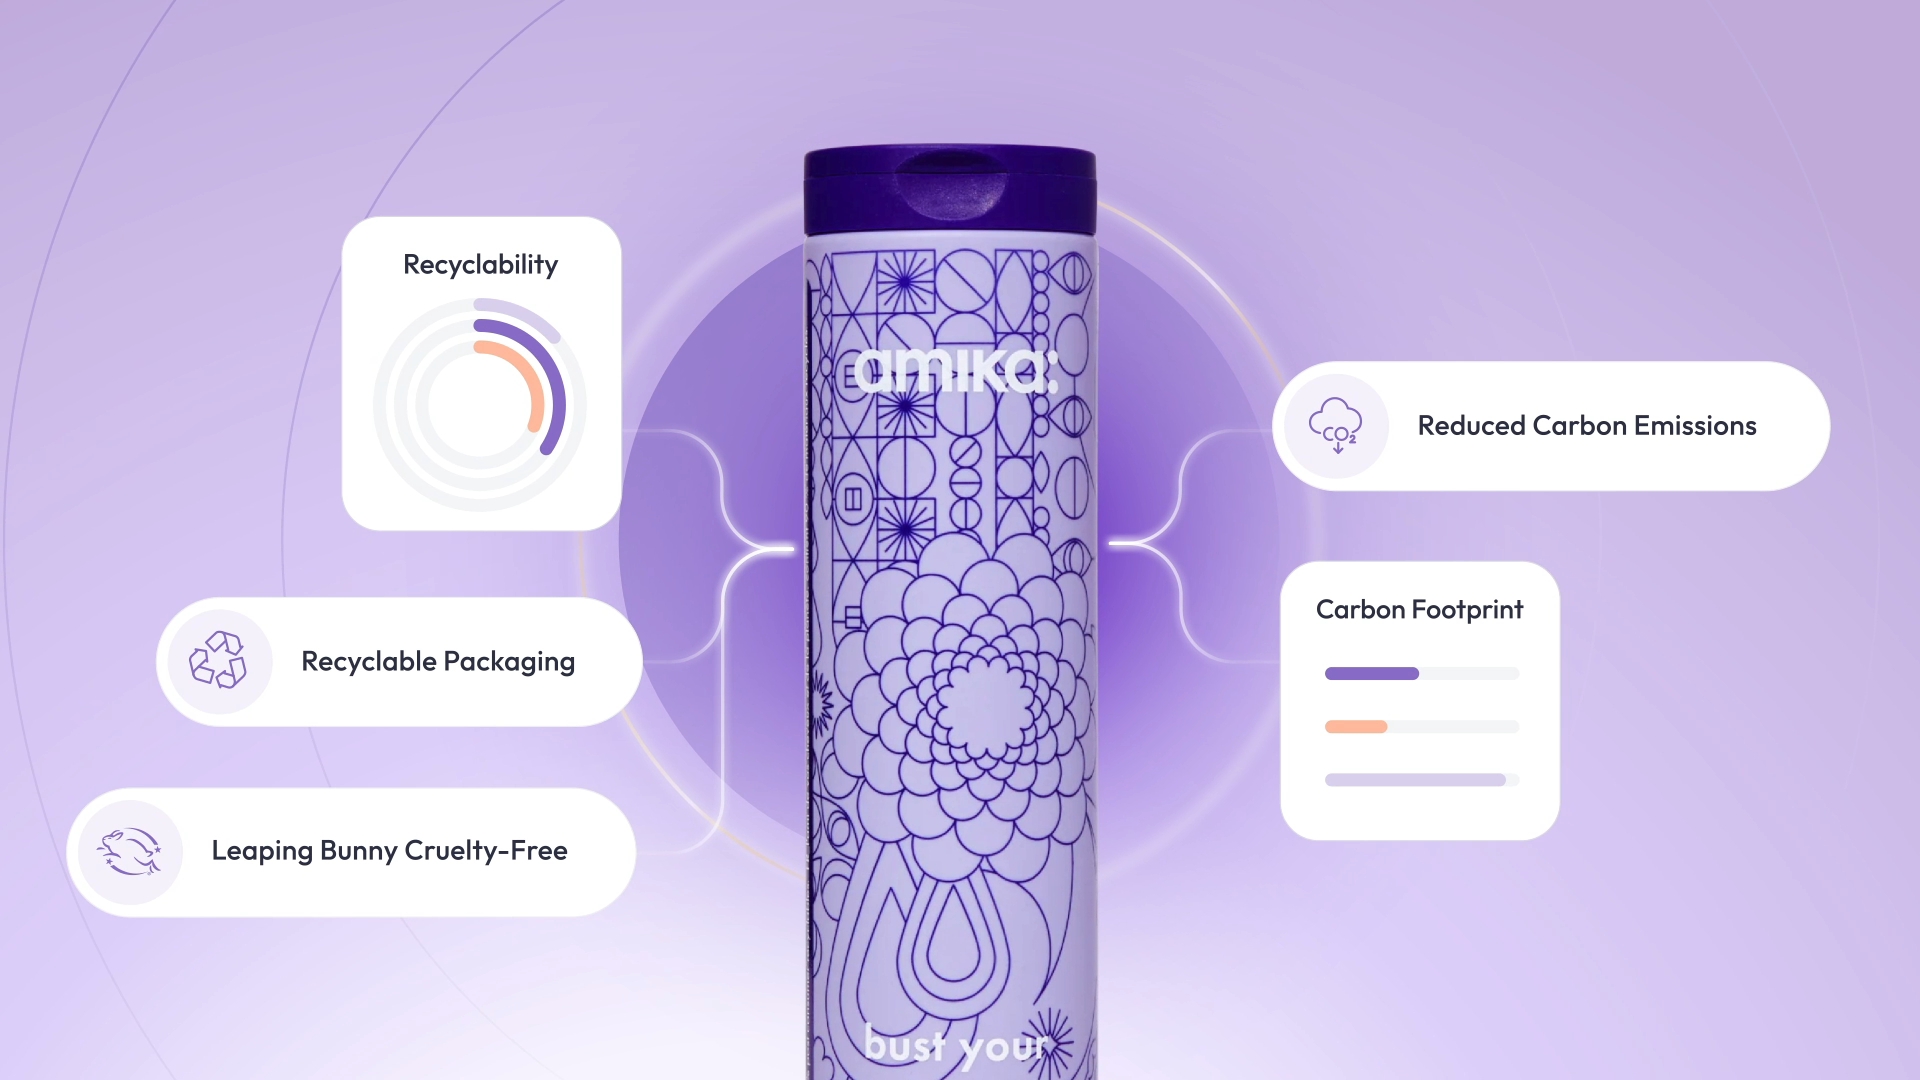 Recyclability
amika:
Reduced Carbon Emissions
CO2
Carbon Footprint
Recyclable Packaging
Leaping Bunny Cruelty-Free
bust your